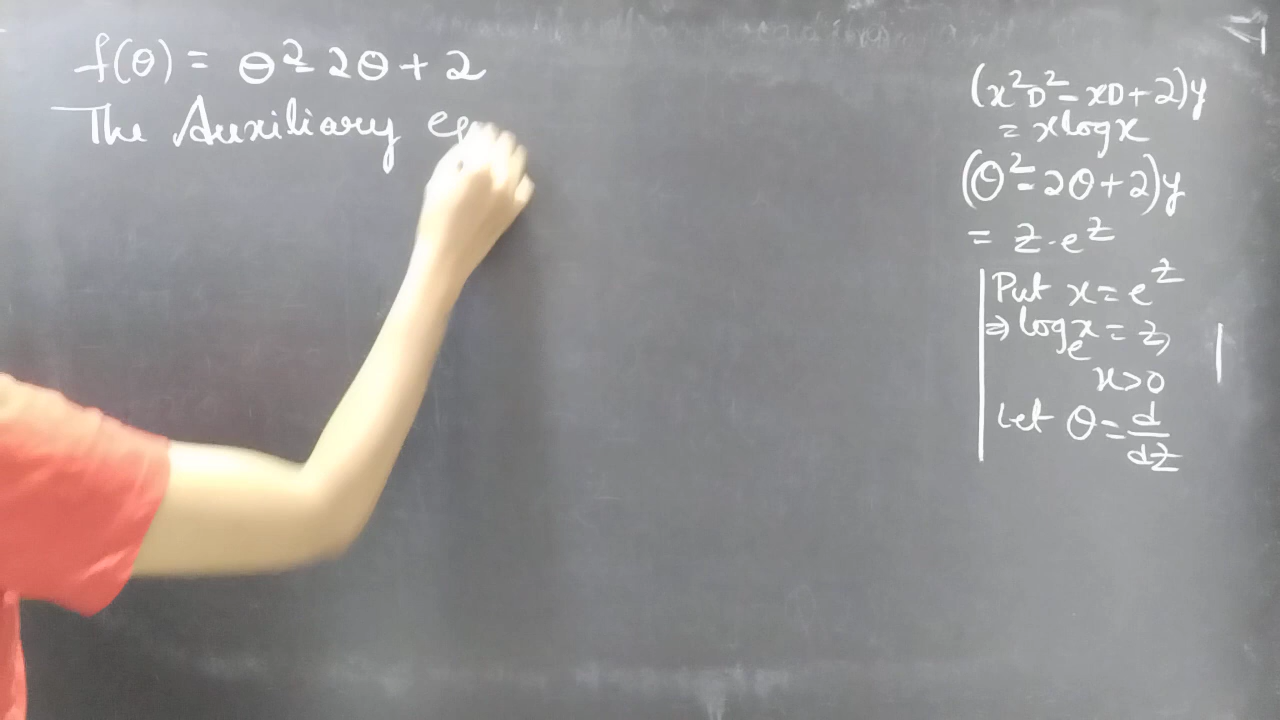 f(θ) = θ² - 2θ + 2
The Auxiliary eq
(x²D² - xD + 2)y
= x log x
(θ² - 2θ + 2)y
= z·e^z
Put x = e^z
⇒ log_e x = z,
x > 0
Let θ = d/dz